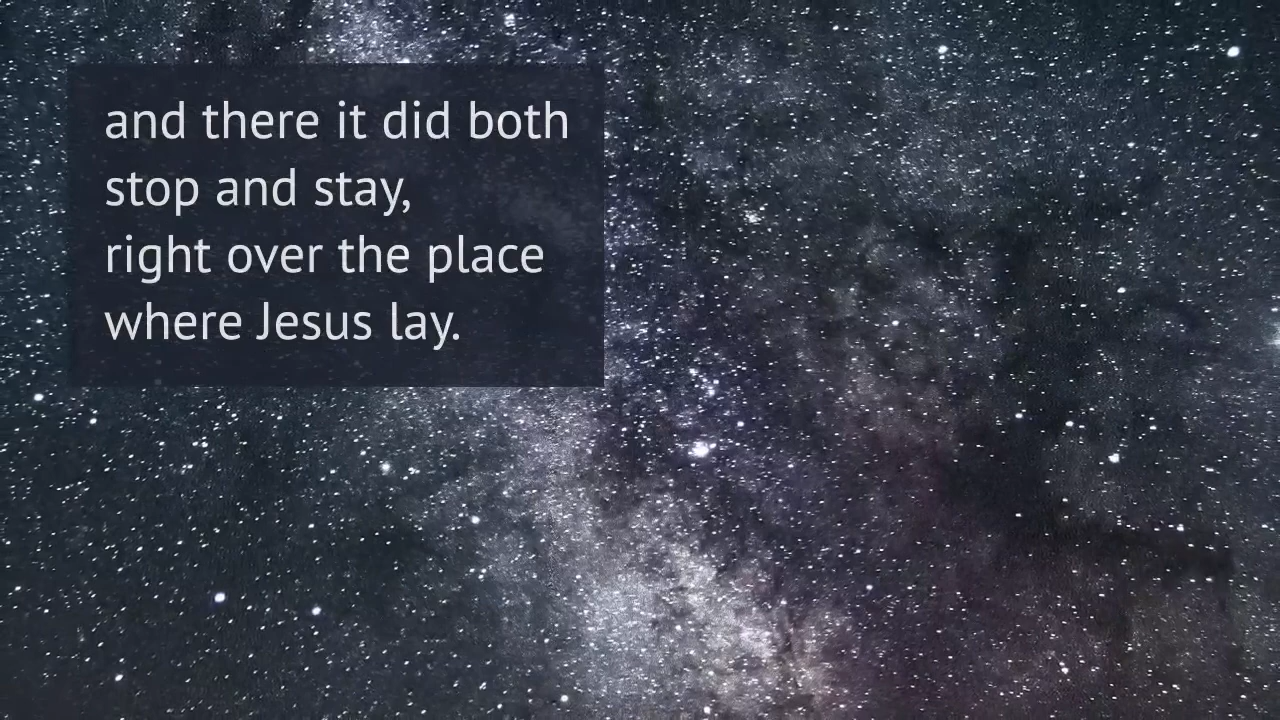 and there it did both
stop and stay,
right over the place
where Jesus lay.